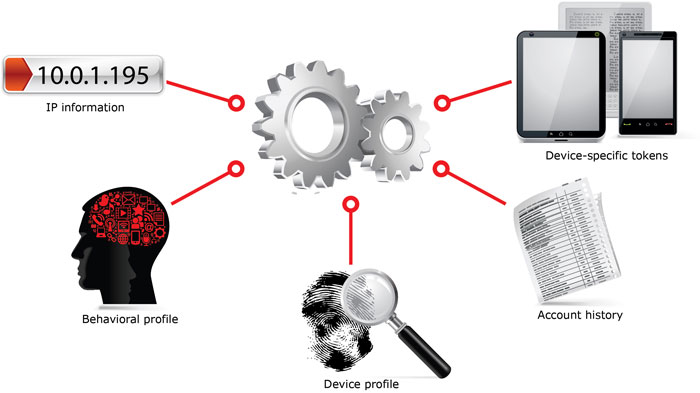 10.0.1.195
IP information
Device-specific tokens
Behavioral profile
Account history
Device profile